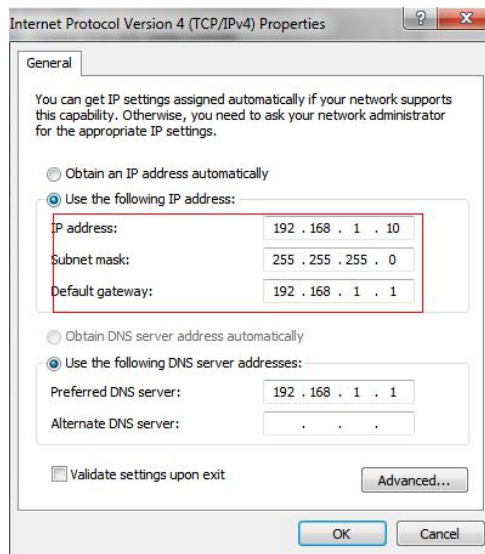 Internet Protocol Version 4 (TCP/IPv4) Properties
General
You can get IP settings assigned automatically if your network supports
this capability. Otherwise, you need to ask your network administrator
for the appropriate IP settings.
Obtain an IP address automatically
Use the following IP address:
IP address: 192 . 168 . 1 . 10
Subnet mask: 255 . 255 . 255 . 0
Default gateway: 192 . 168 . 1 . 1
Obtain DNS server address automatically
Use the following DNS server addresses:
Preferred DNS server: 192 . 168 . 1 . 1
Alternate DNS server: . . .
Validate settings upon exit
Advanced...
OK Cancel